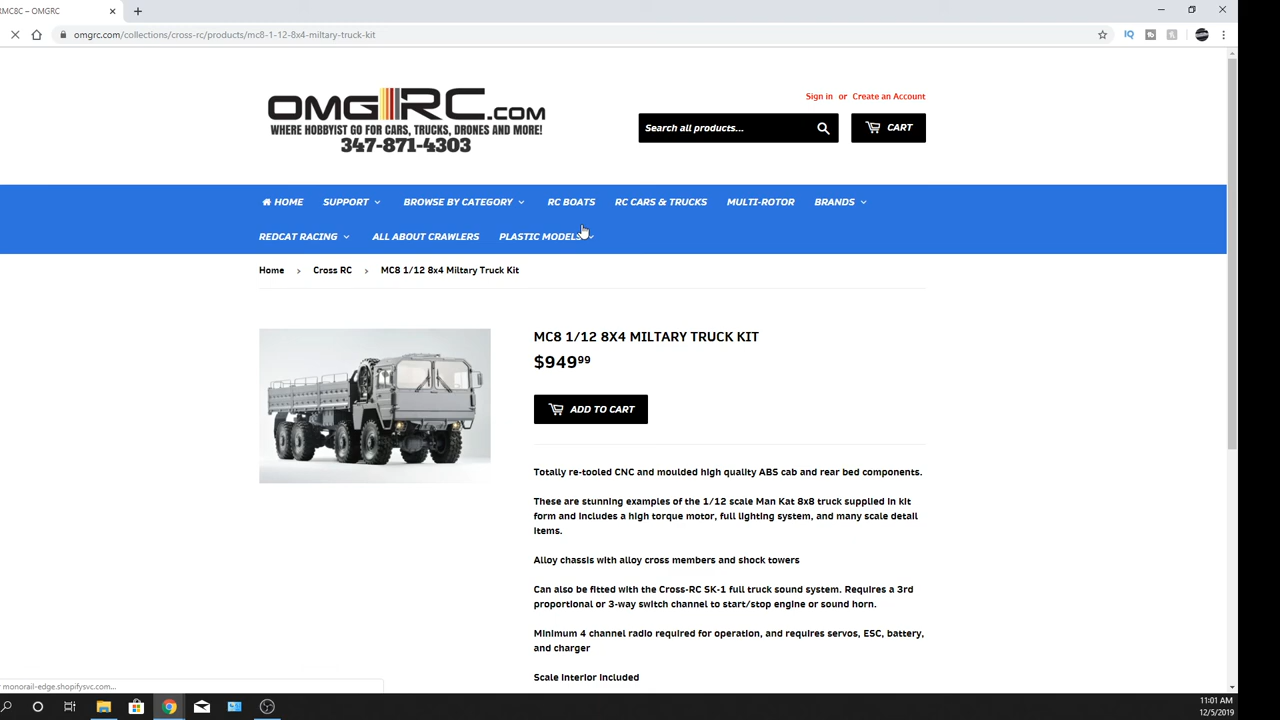 RMC8C – OMGRC
omgrc.com/collections/cross-rc/products/mc8-1-12-8x4-miltary-truck-kit
IQ
OMGRC.COM
WHERE HOBBYIST GO FOR CARS, TRUCKS, DRONES AND MORE!
347-871-4303
Sign in or Create an Account
Search all products...
CART
HOME SUPPORT BROWSE BY CATEGORY RC BOATS RC CARS & TRUCKS MULTI-ROTOR BRANDS
REDCAT RACING ALL ABOUT CRAWLERS PLASTIC MODELS
Home › Cross RC › MC8 1/12 8x4 Miltary Truck Kit
MC8 1/12 8X4 MILTARY TRUCK KIT
$949.99
ADD TO CART
Totally re-tooled CNC and moulded high quality ABS cab and rear bed components.
These are stunning examples of the 1/12 scale Man Kat 8x8 truck supplied in kit
form and includes a high torque motor, full lighting system, and many scale detail
items.
Alloy chassis with alloy cross members and shock towers
Can also be fitted with the Cross-RC SK-1 full truck sound system. Requires a 3rd
proportional or 3-way switch channel to start/stop engine or sound horn.
Minimum 4 channel radio required for operation, and requires servos, ESC, battery,
and charger
Scale Interior Included
monorail-edge.shopifysvc.com...
11:01 AM
12/5/2019